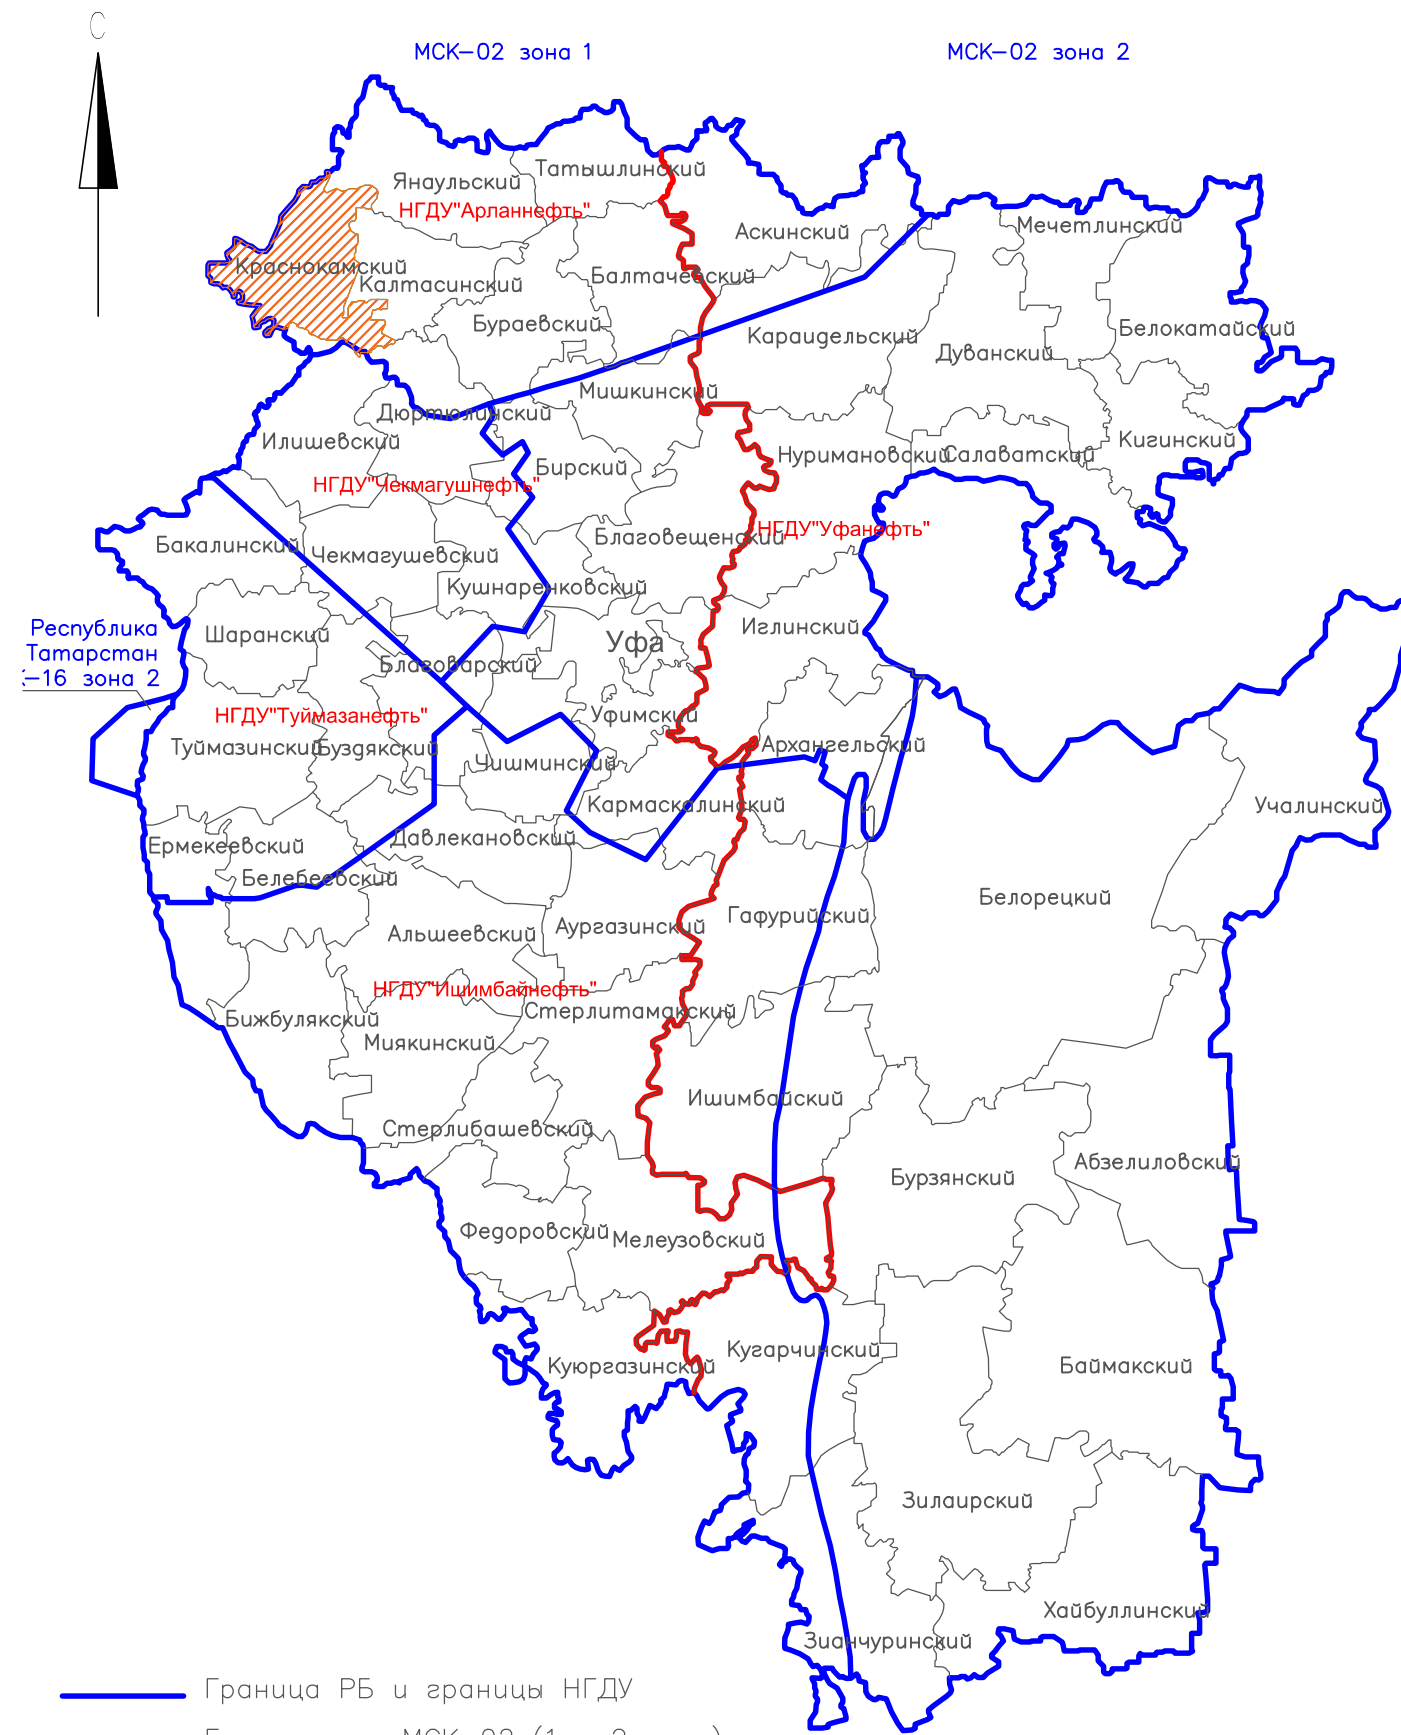 С
МСК-02 зона 1
МСК-02 зона 2
Татышлинский
Янаульский
НГДУ"Арланнефть"
Аскинский
Мечетлинский
Краснокамский
Калтасинский
Балтачевский
Бураевский
Караидельский
Белокатайский
Дуванский
Мишкинский
Дюртюлинский
Илишевский
Кигинский
Нуримановский
Салаватский
Бирский
НГДУ"Чекмагушнефть"
НГДУ"Уфанефть"
Благовещенский
Бакалинский
Чекмагушевский
Кушнаренковский
Республика
Татарстан
–16 зона 2
Шаранский
Уфа
Иглинский
Благоварский
НГДУ"Туймазанефть"
Уфимский
Туймазинский
Буздякский
Архангельский
Чишминский
Кармаскалинский
Учалинский
Давлекановский
Ермекеевский
Белебеевский
Белорецкий
Гафурийский
Аургазинский
Альшеевский
НГДУ"Ишимбайнефть"
Стерлитамакский
Бижбулякский
Миякинский
Ишимбайский
Стерлибашевский
Абзелиловский
Бурзянский
Федоровский
Мелеузовский
Кугарчинский
Куюргазинский
Баймакский
Зилаирский
Хайбуллинский
Зианчуринский
Граница РБ и границы НГДУ